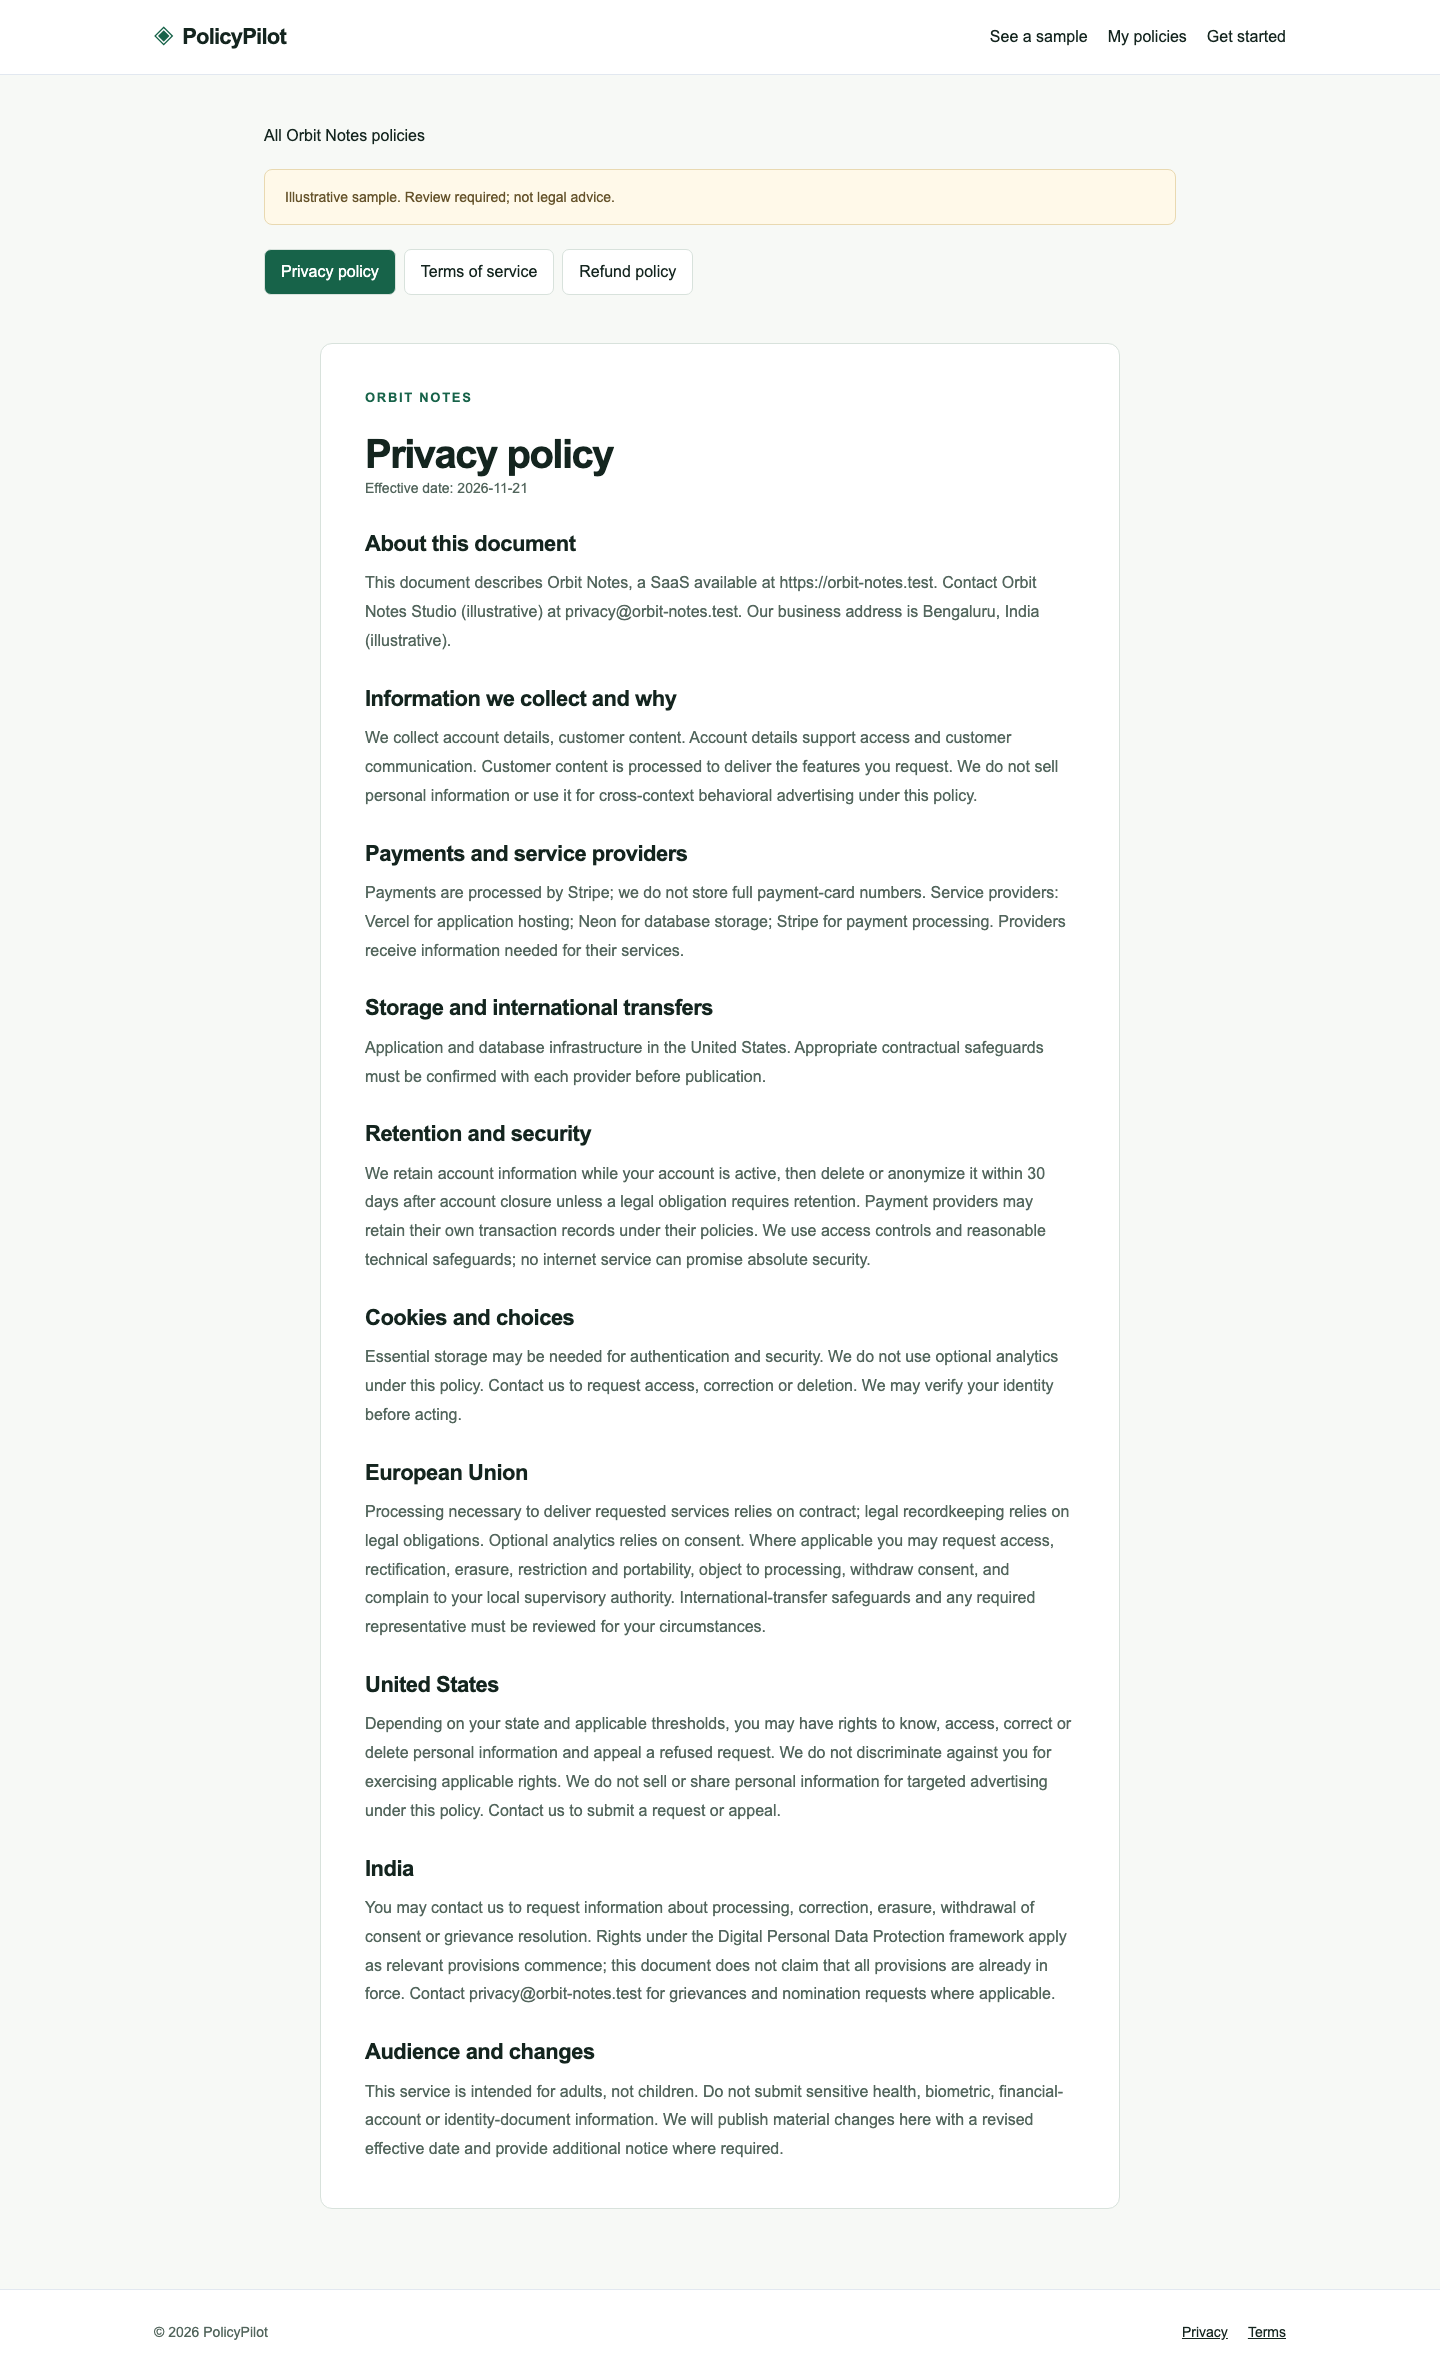 PolicyPilot
See a sample
My policies
Get started
All Orbit Notes policies
Illustrative sample. Review required; not legal advice.
Privacy policy
Terms of service
Refund policy
ORBIT NOTES
Privacy policy
Effective date: 2026-11-21
About this document
This document describes Orbit Notes, a SaaS available at https://orbit-notes.test. Contact Orbit
Notes Studio (illustrative) at privacy@orbit-notes.test. Our business address is Bengaluru, India
(illustrative).
Information we collect and why
We collect account details, customer content. Account details support access and customer
communication. Customer content is processed to deliver the features you request. We do not sell
personal information or use it for cross-context behavioral advertising under this policy.
Payments and service providers
Payments are processed by Stripe; we do not store full payment-card numbers. Service providers:
Vercel for application hosting; Neon for database storage; Stripe for payment processing. Providers
receive information needed for their services.
Storage and international transfers
Application and database infrastructure in the United States. Appropriate contractual safeguards
must be confirmed with each provider before publication.
Retention and security
We retain account information while your account is active, then delete or anonymize it within 30
days after account closure unless a legal obligation requires retention. Payment providers may
retain their own transaction records under their policies. We use access controls and reasonable
technical safeguards; no internet service can promise absolute security.
Cookies and choices
Essential storage may be needed for authentication and security. We do not use optional analytics
under this policy. Contact us to request access, correction or deletion. We may verify your identity
before acting.
European Union
Processing necessary to deliver requested services relies on contract; legal recordkeeping relies on
legal obligations. Optional analytics relies on consent. Where applicable you may request access,
rectification, erasure, restriction and portability, object to processing, withdraw consent, and
complain to your local supervisory authority. International-transfer safeguards and any required
representative must be reviewed for your circumstances.
United States
Depending on your state and applicable thresholds, you may have rights to know, access, correct or
delete personal information and appeal a refused request. We do not discriminate against you for
exercising applicable rights. We do not sell or share personal information for targeted advertising
under this policy. Contact us to submit a request or appeal.
India
You may contact us to request information about processing, correction, erasure, withdrawal of
consent or grievance resolution. Rights under the Digital Personal Data Protection framework apply
as relevant provisions commence; this document does not claim that all provisions are already in
force. Contact privacy@orbit-notes.test for grievances and nomination requests where applicable.
Audience and changes
This service is intended for adults, not children. Do not submit sensitive health, biometric, financial-
account or identity-document information. We will publish material changes here with a revised
effective date and provide additional notice where required.
© 2026 PolicyPilot
Privacy
Terms